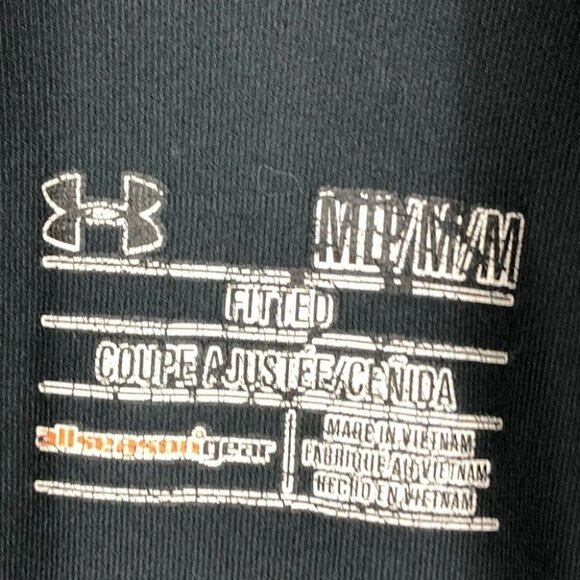 MD/M/M
FITTED
COUPE AJUSTÉE/CEÑIDA
allseasongear
MADE IN VIETNAM
FABRIQUÉ AU VIETNAM
HECHO EN VIETNAM